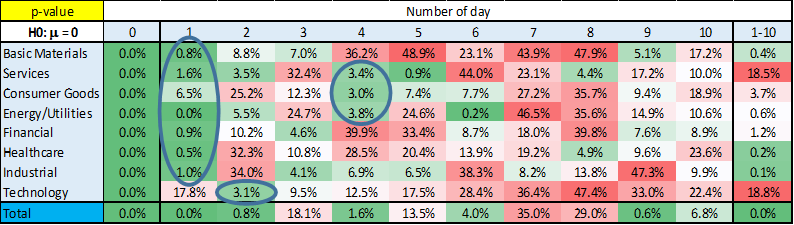 p-value Number of day
H0: μ = 0 0 1 2 3 4 5 6 7 8 9 10 1-10
Basic Materials 0.0% 0.8% 8.8% 7.0% 36.2% 48.9% 23.1% 43.9% 47.9% 5.1% 17.2% 0.4%
Services 0.0% 1.6% 3.5% 32.4% 3.4% 0.9% 44.0% 23.1% 4.4% 17.2% 10.0% 18.5%
Consumer Goods 0.0% 6.5% 25.2% 12.3% 3.0% 7.4% 7.7% 27.2% 35.7% 9.4% 18.9% 3.7%
Energy/Utilities 0.0% 0.0% 5.5% 24.7% 3.8% 24.6% 0.2% 46.5% 35.6% 14.9% 10.6% 0.6%
Financial 0.0% 0.9% 10.2% 4.6% 39.9% 33.4% 8.7% 18.0% 39.8% 7.6% 8.9% 1.2%
Healthcare 0.0% 0.5% 32.3% 10.8% 28.5% 20.4% 13.9% 19.2% 4.9% 9.6% 23.6% 0.2%
Industrial 0.0% 1.0% 34.0% 4.1% 6.9% 6.5% 38.3% 8.2% 13.8% 47.3% 9.9% 0.1%
Technology 0.0% 17.8% 3.1% 9.5% 12.5% 17.5% 28.4% 36.4% 47.4% 33.0% 22.4% 18.8%
Total 0.0% 0.0% 0.8% 18.1% 1.6% 13.5% 4.0% 35.0% 29.0% 0.6% 6.8% 0.0%